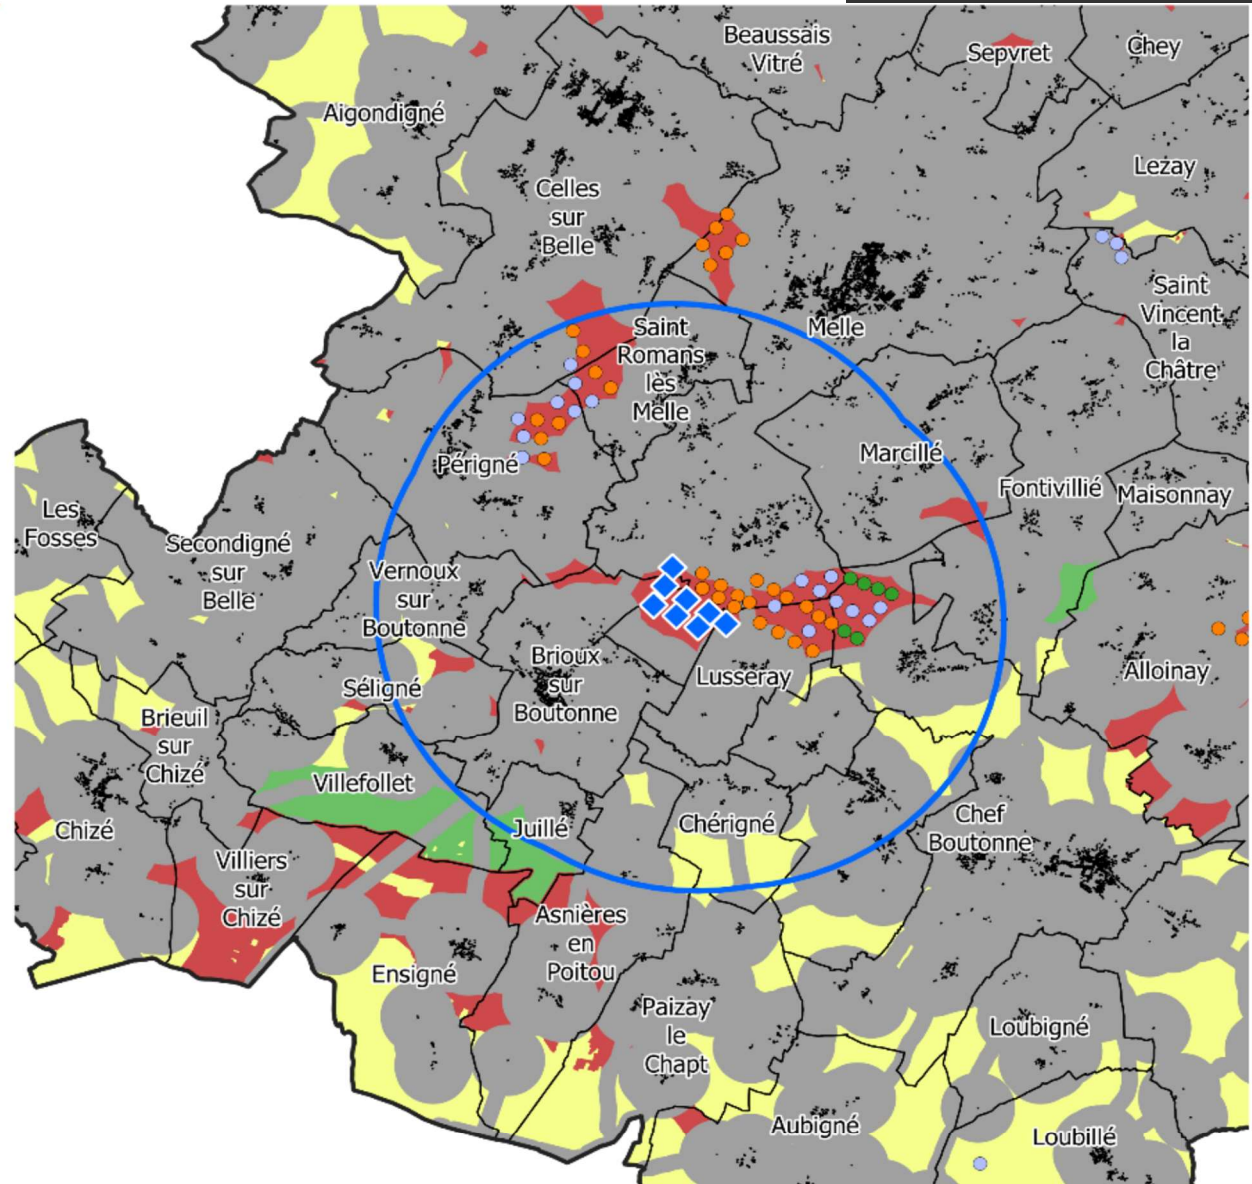 Beaussais
Vitré
Sepvret
Chey
Aigondigné
Lezay
Celles
sur
Belle
Saint
Vincent
la
Châtre
Saint
Romans
lès
Melle
Melle
Marcillé
Périgné
Fontivillié
Maisonnay
Les
Fosses
Secondigné
sur
Belle
Vernoux
sur
Boutonne
Brioux
sur
Boutonne
Lusseray
Alloinay
Séligné
Brieuil
sur
Chizé
Villefollet
Chizé
Juillé
Chérigné
Chef
Boutonne
Villiers
sur
Chizé
Asnières
en
Poitou
Ensigné
Paizay
le
Chapt
Loubigné
Aubigné
Loubillé